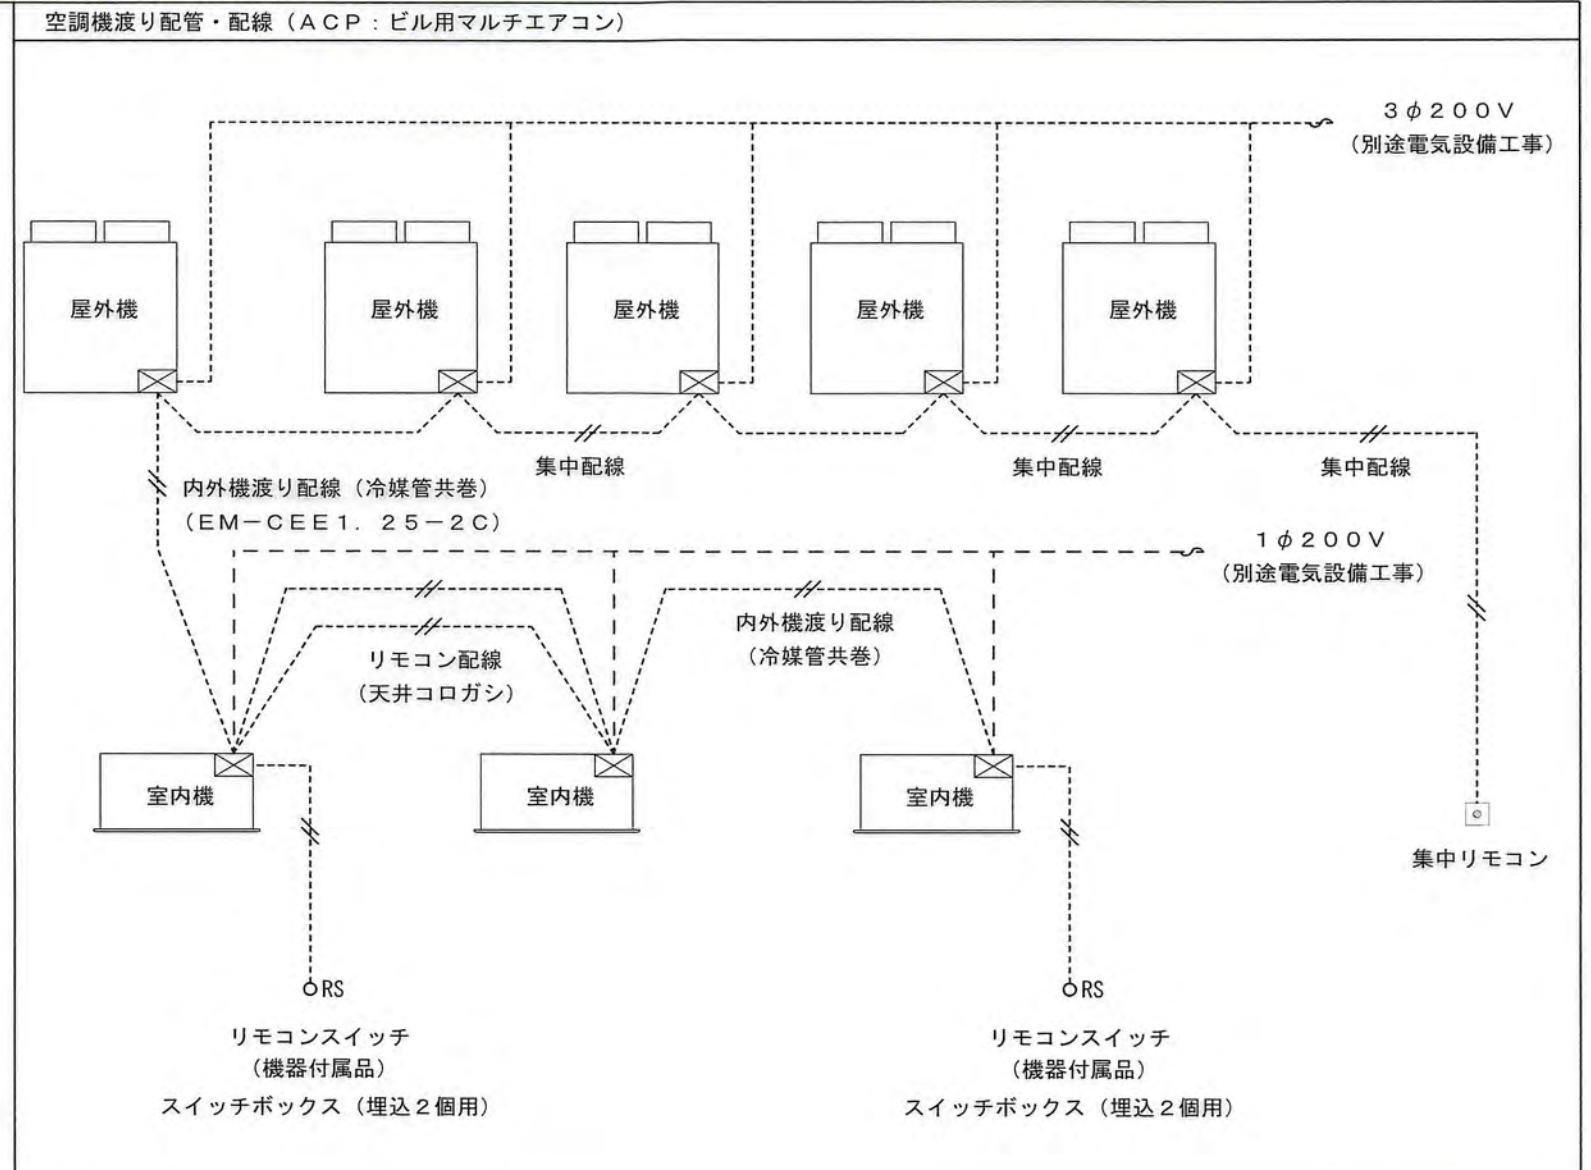 空調機渡り配管・配線（ＡＣＰ：ビル用マルチエアコン）
３φ２００Ｖ
（別途電気設備工事）
屋外機
屋外機
屋外機
屋外機
屋外機
集中配線
集中配線
集中配線
内外機渡り配線（冷媒管共巻）
（ＥＭ－ＣＥＥ１．２５－２Ｃ）
１φ２００Ｖ
（別途電気設備工事）
内外機渡り配線
（冷媒管共巻）
リモコン配線
（天井コロガシ）
室内機
室内機
室内機
集中リモコン
RS
RS
リモコンスイッチ
（機器付属品）
スイッチボックス（埋込２個用）
リモコンスイッチ
（機器付属品）
スイッチボックス（埋込２個用）